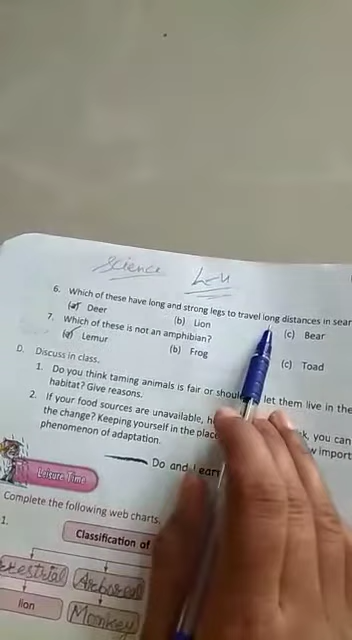 Science L-4
6. Which of these have long and strong legs to travel long distances in sear
(a) Deer (b) Lion (c) Bear
7. Which of these is not an amphibian?
(a) Lemur (b) Frog (c) Toad
D. Discuss in class.
1. Do you think taming animals is fair or should let them live in the
habitat? Give reasons.
2. If your food sources are unavailable, k, you can
the change? Keeping yourself in the place import
phenomenon of adaptation.
Do and Learn
Leisure Time
Complete the following web charts.
1.
Classification of
restrial Arboreal
lion Monkey